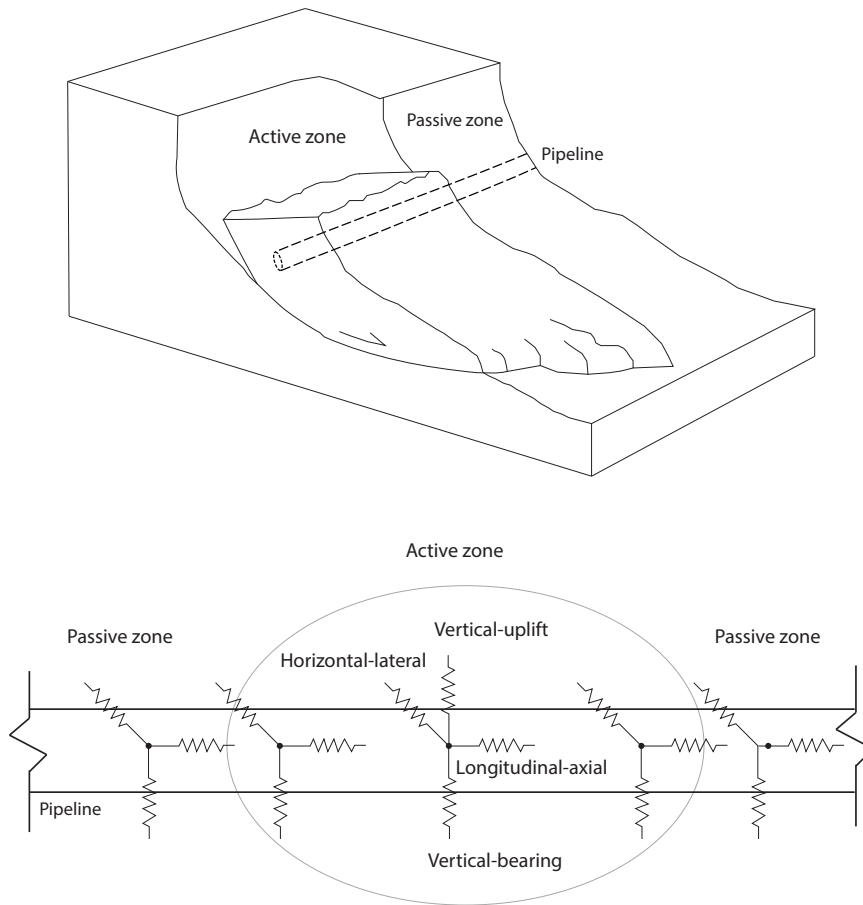 Active zone
Passive zone
Pipeline
Active zone
Passive zone
Vertical-uplift
Passive zone
Horizontal-lateral
Longitudinal-axial
Pipeline
Vertical-bearing